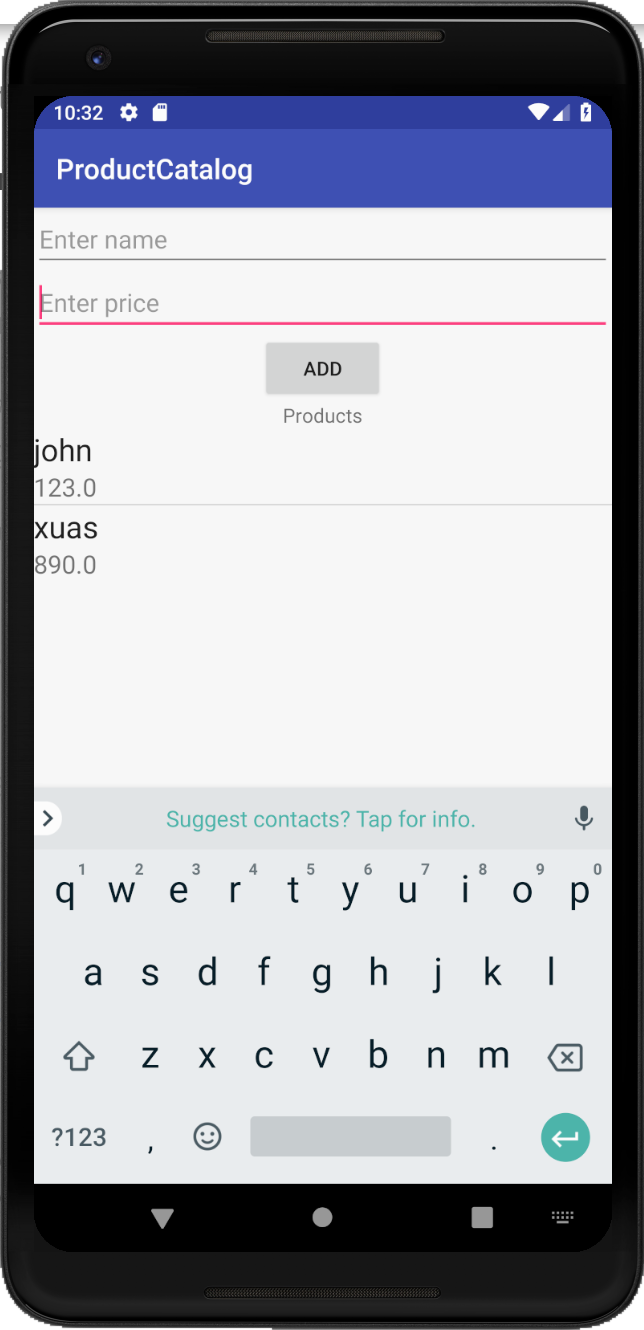 10:32
ProductCatalog
Enter name
Enter price
ADD
Products
john
123.0
xuas
890.0
Suggest contacts? Tap for info.
1 2 3 4 5 6 7 8 9 0
q w e r t y u i o p
a s d f g h j k l
z x c v b n m
?123 , .